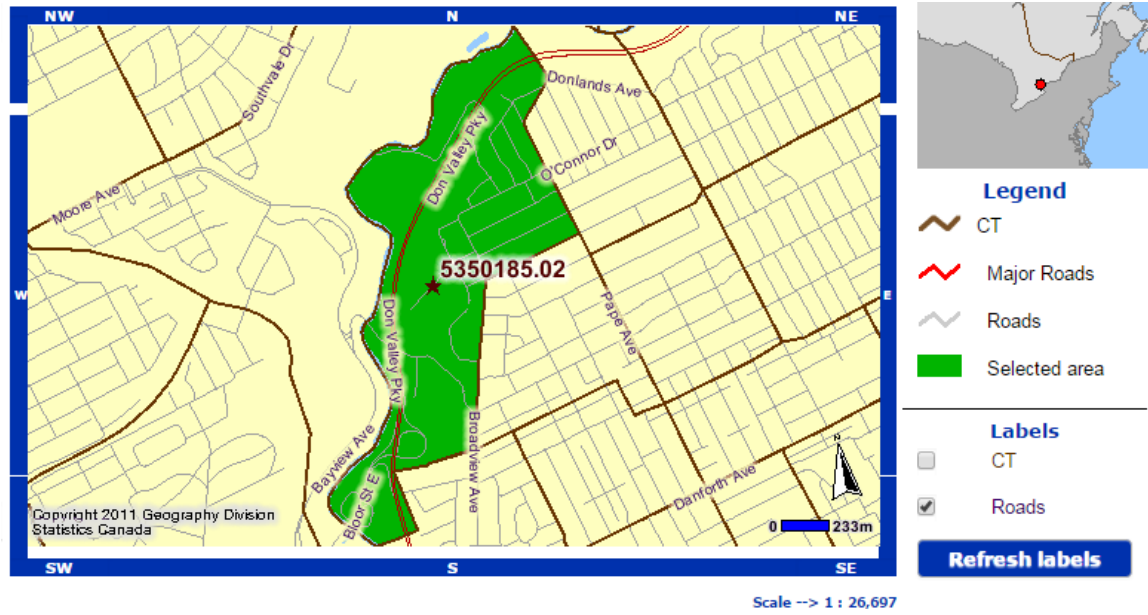 NW
N
NE
Southvale Dr
Donlands Ave
Don Valley Pky
O'Connor Dr
Moore Ave
5350185.02
W
E
Don Valley Pky
Pape Ave
Broadview Ave
Bayview Ave
Bloor St E
Danforth Ave
N
Copyright 2011 Geography Division
Statistics Canada
0 233m
SW
S
SE
Scale --> 1 : 26,697
Legend
CT
Major Roads
Roads
Selected area
Labels
CT
Roads
Refresh labels